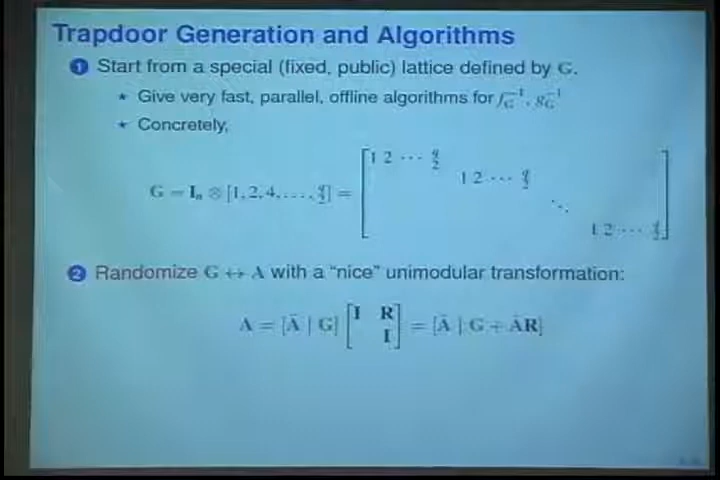 Trapdoor Generation and Algorithms
1 Start from a special (fixed, public) lattice defined by G.
⋆ Give very fast, parallel, offline algorithms for f_G^{-1}, g_G^{-1}
⋆ Concretely,
G = I_n ⊗ [1, 2, 4, ..., q/2] = [1 2 ⋯ q/2
1 2 ⋯ q/2
⋱
1 2 ⋯ q/2]
2 Randomize G ↔ A with a "nice" unimodular transformation:
A = [Ā | G] [I R
I] = [Ā | G + ĀR]